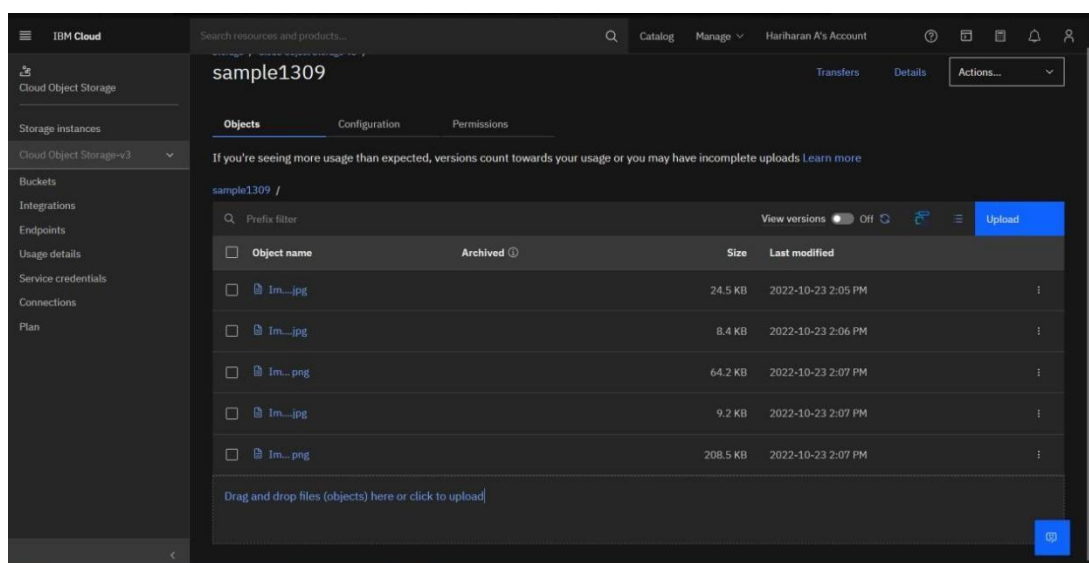 IBM Cloud
Search resources and products...
Catalog
Manage
Hariharan A's Account
Cloud Object Storage
Storage instances
Cloud Object Storage-v3
Buckets
Integrations
Endpoints
Usage details
Service credentials
Connections
Plan
sample1309
Transfers
Details
Actions...
Objects
Configuration
Permissions
If you're seeing more usage than expected, versions count towards your usage or you may have incomplete uploads Learn more
sample1309 /
Prefix filter
View versions Off
Upload
Object name Archived Size Last modified
Im....jpg 24.5 KB 2022-10-23 2:05 PM
Im....jpg 8.4 KB 2022-10-23 2:06 PM
Im... png 64.2 KB 2022-10-23 2:07 PM
Im....jpg 9.2 KB 2022-10-23 2:07 PM
Im... png 208.5 KB 2022-10-23 2:07 PM
Drag and drop files (objects) here or click to upload